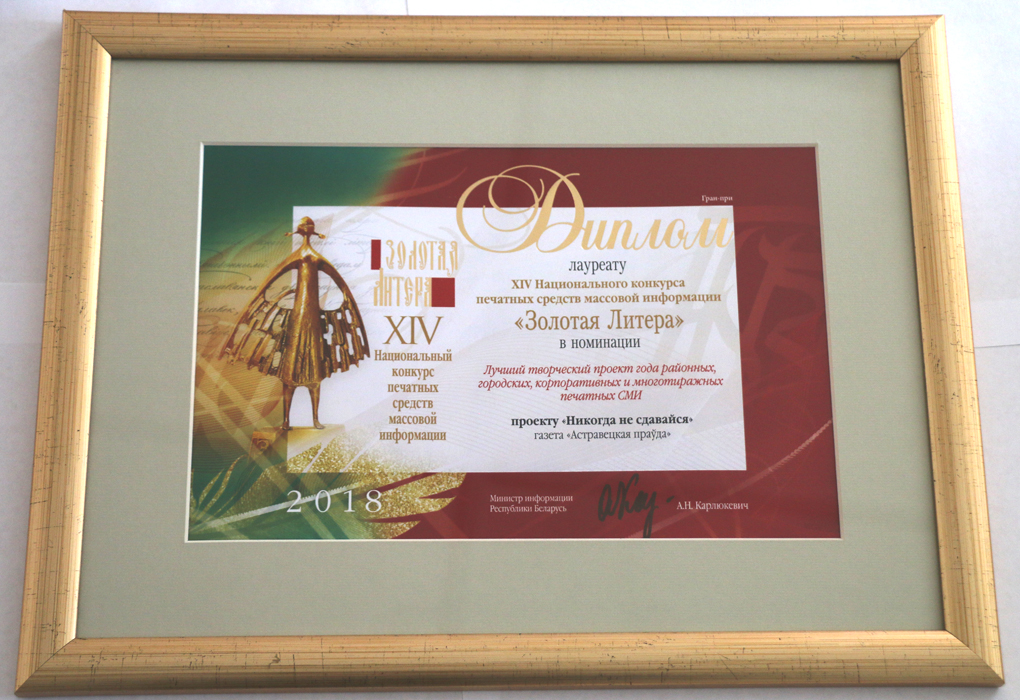 Гран-при
Диплом
лауреату
XIV Национального конкурса
печатных средств массовой информации
«Золотая Литера»
в номинации
Лучший творческий проект года районных,
городских, корпоративных и многотиражных
печатных СМИ
проекту «Никогда не сдавайся»
газета «Астравецкая праўда»
ЗОЛОТАЯ
ЛИТЕРА
XIV
Национальный
конкурс
печатных
средств
массовой
информации
2018
Министр информации
Республики Беларусь
А.Н. Карлюкевич